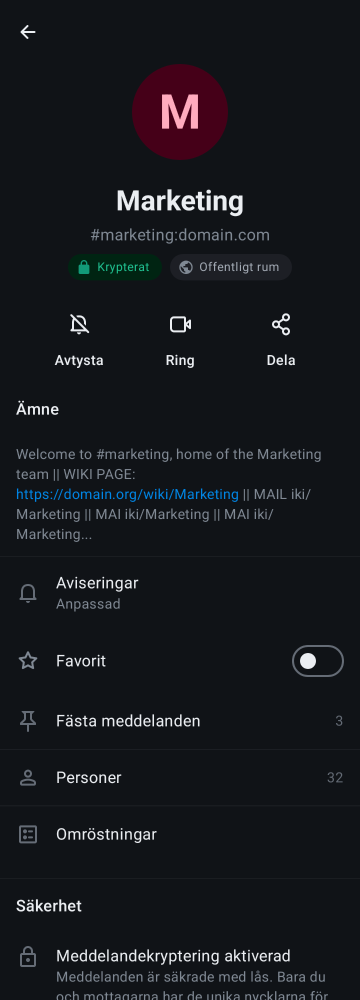 M
Marketing
#marketing:domain.com
Krypterat
Offentligt rum
Avtysta
Ring
Dela
Ämne
Welcome to #marketing, home of the Marketing
team || WIKI PAGE:
https://domain.org/wiki/Marketing || MAIL iki/
Marketing || MAI iki/Marketing || MAI iki/
Marketing...
Aviseringar
Anpassad
Favorit
Fästa meddelanden 3
Personer 32
Omröstningar
Säkerhet
Meddelandekryptering aktiverad
Meddelanden är säkrade med lås. Bara du
och mottagarna har de unika nycklarna för